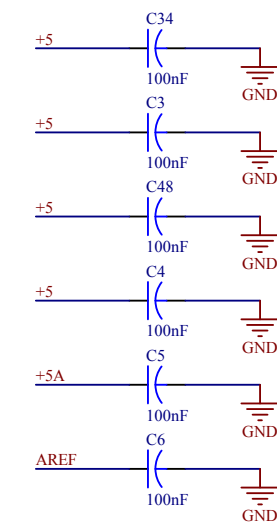 C34
+5
100nF
GND
C3
+5
100nF
GND
C48
+5
100nF
GND
C4
+5
100nF
GND
C5
+5A
100nF
GND
C6
AREF
100nF
GND